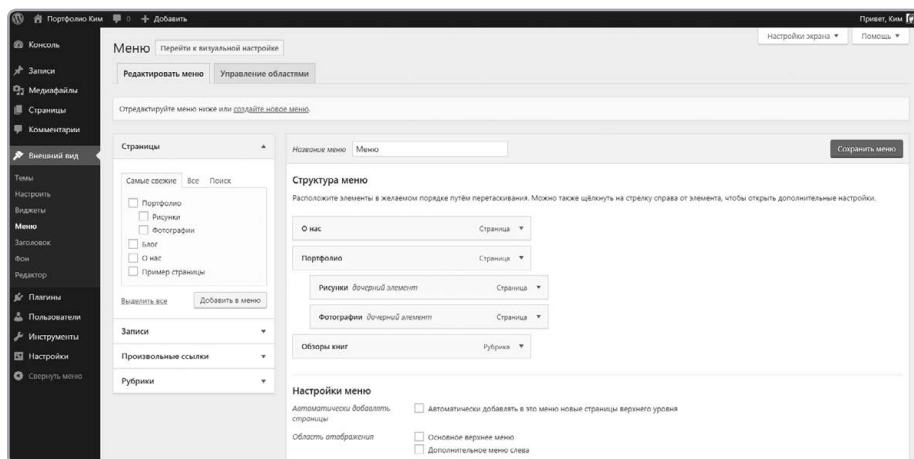 Портфолио Ким 0 + Добавить Привет, Ким
Консоль
Записи
Медиафайлы
Страницы
Комментарии
Внешний вид
Темы
Настроить
Виджеты
Меню
Заголовок
Фон
Редактор
Плагины
Пользователи
Инструменты
Настройки
Свернуть меню
Настройки экрана Помощь
Меню Перейти к визуальной настройке
Редактировать меню Управление областями
Отредактируйте меню ниже или создайте новое меню.
Страницы
Самые свежие Все Поиск
Портфолио
Рисунки
Фотографии
Блог
О нас
Пример страницы
Выделить все Добавить в меню
Записи
Произвольные ссылки
Рубрики
Название меню Меню Сохранить меню
Структура меню
Расположите элементы в желаемом порядке путём перетаскивания. Можно также щёлкнуть на стрелку справа от элемента, чтобы открыть дополнительные настройки.
О нас Страница
Портфолио Страница
Рисунки дочерний элемент Страница
Фотографии дочерний элемент Страница
Обзоры книг Рубрика
Настройки меню
Автоматически добавлять Автоматически добавлять в это меню новые страницы верхнего уровня
страницы
Область отображения Основное верхнее меню
Дополнительное меню слева